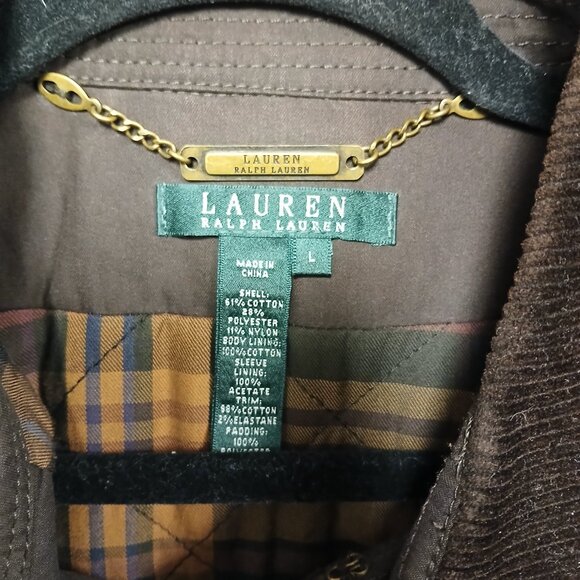 LAUREN
RALPH LAUREN
LAUREN
RALPH LAUREN
L
MADE IN
CHINA
SHELL:
61% COTTON
28%
POLYESTER
11% NYLON
BODY LINING:
100% COTTON
SLEEVE
LINING:
100%
ACETATE
TRIM:
98% COTTON
2% ELASTANE
PADDING:
100%
POLYESTER